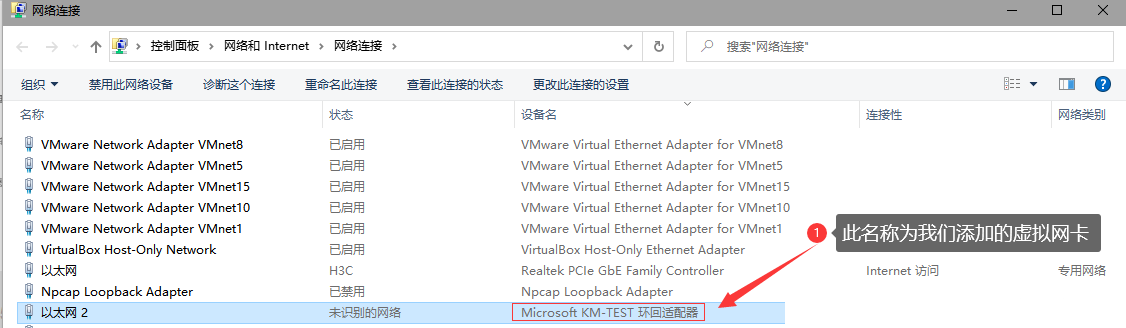 网络连接
控制面板 网络和 Internet 网络连接 搜索"网络连接"
组织 禁用此网络设备 诊断这个连接 重命名此连接 查看此连接的状态 更改此连接的设置
名称 状态 设备名 连接性 网络类别
VMware Network Adapter VMnet8 已启用 VMware Virtual Ethernet Adapter for VMnet8
VMware Network Adapter VMnet5 已启用 VMware Virtual Ethernet Adapter for VMnet5
VMware Network Adapter VMnet15 已启用 VMware Virtual Ethernet Adapter for VMnet15
VMware Network Adapter VMnet10 已启用 VMware Virtual Ethernet Adapter for VMnet10
VMware Network Adapter VMnet1 已启用 VMware Virtual Ethernet Adapter for VMnet1
1 此名称为我们添加的虚拟网卡
VirtualBox Host-Only Network 已启用 VirtualBox Host-Only Ethernet Adapter
以太网 H3C Realtek PCIe GbE Family Controller Internet 访问 专用网络
Npcap Loopback Adapter 已禁用 Npcap Loopback Adapter
以太网 2 未识别的网络 Microsoft KM-TEST 环回适配器